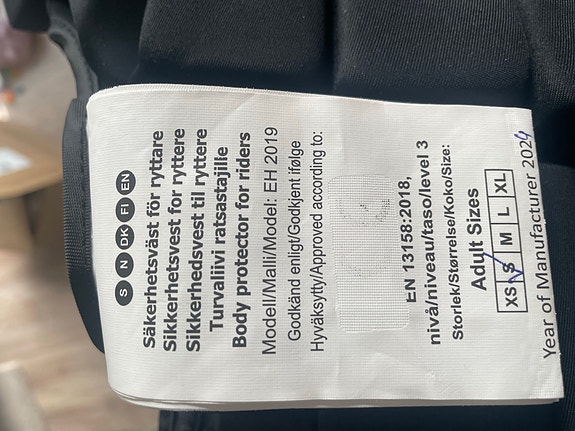 S N DK FI EN
Säkerhetsväst för ryttare
Sikkerhetsvest for ryttere
Sikkerhedsvest til ryttere
Turvaliivi ratsastajille
Body protector for riders
Modell/Malli/Model: EH 2019
Godkänd enligt/Godkjent ifølge
Hyväksytty/Approved according to:
EN 13158:2018,
nivå/niveau/taso/level 3
Storlek/Størrelse/Koko/Size:
Adult Sizes
XS S M L XL
Year of Manufacturer 2024